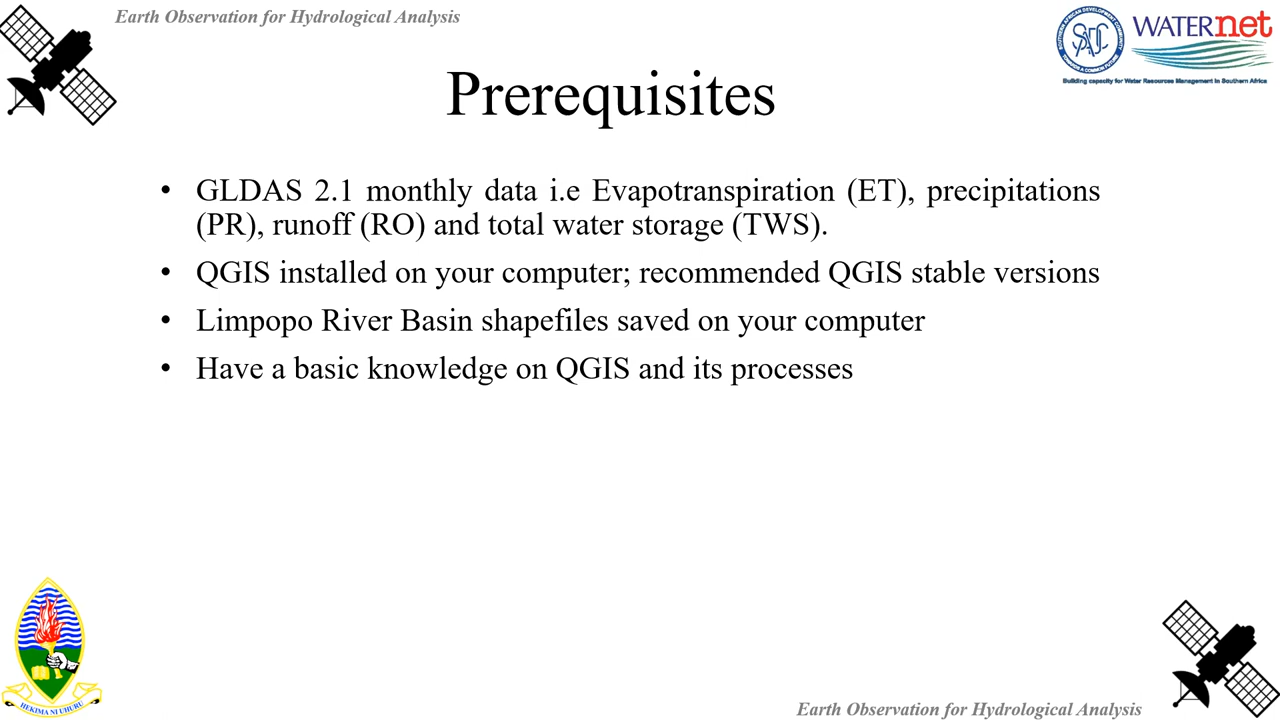 Earth Observation for Hydrological Analysis
WATERnet
Building capacity for Water Resources Management in Southern Africa
Prerequisites
• GLDAS 2.1 monthly data i.e Evapotranspiration (ET), precipitations
(PR), runoff (RO) and total water storage (TWS).
• QGIS installed on your computer; recommended QGIS stable versions
• Limpopo River Basin shapefiles saved on your computer
• Have a basic knowledge on QGIS and its processes
HEKIMA NI UHURU
Earth Observation for Hydrological Analysis